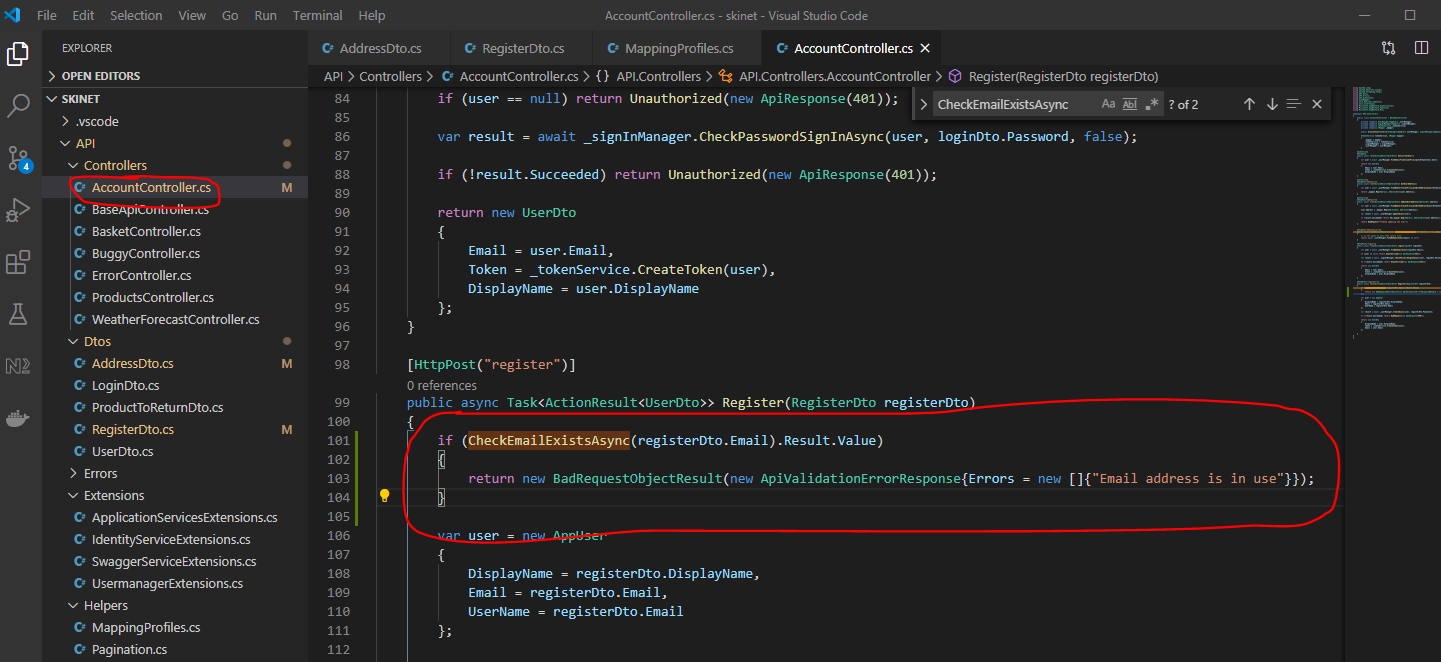 File Edit Selection View Go Run Terminal Help
AccountController.cs - skinet - Visual Studio Code
EXPLORER
OPEN EDITORS
SKINET
.vscode
API
Controllers
AccountController.cs M
BaseApiController.cs
BasketController.cs
BuggyController.cs
ErrorController.cs
ProductsController.cs
WeatherForecastController.cs
Dtos
AddressDto.cs M
LoginDto.cs
ProductToReturnDto.cs
RegisterDto.cs M
UserDto.cs
Errors
Extensions
ApplicationServicesExtensions.cs
IdentityServiceExtensions.cs
SwaggerServiceExtensions.cs
UsermanagerExtensions.cs
Helpers
MappingProfiles.cs
Pagination.cs
4
C# AddressDto.cs C# RegisterDto.cs C# MappingProfiles.cs C# AccountController.cs
API > Controllers > C# AccountController.cs > {} API.Controllers > API.Controllers.AccountController > Register(RegisterDto registerDto)
CheckEmailExistsAsync Aa Abl .* ? of 2
84 if (user == null) return Unauthorized(new ApiResponse(401));
85
86 var result = await _signInManager.CheckPasswordSignInAsync(user, loginDto.Password, false);
87
88 if (!result.Succeeded) return Unauthorized(new ApiResponse(401));
89
90 return new UserDto
91 {
92 Email = user.Email,
93 Token = _tokenService.CreateToken(user),
94 DisplayName = user.DisplayName
95 };
96 }
97
98 [HttpPost("register")]
0 references
99 public async Task<ActionResult<UserDto>> Register(RegisterDto registerDto)
100 {
101 if (CheckEmailExistsAsync(registerDto.Email).Result.Value)
102 {
103 return new BadRequestObjectResult(new ApiValidationErrorResponse{Errors = new []{"Email address is in use"}});
104 }
105
106 var user = new AppUser
107 {
108 DisplayName = registerDto.DisplayName,
109 Email = registerDto.Email,
110 UserName = registerDto.Email
111 };
112